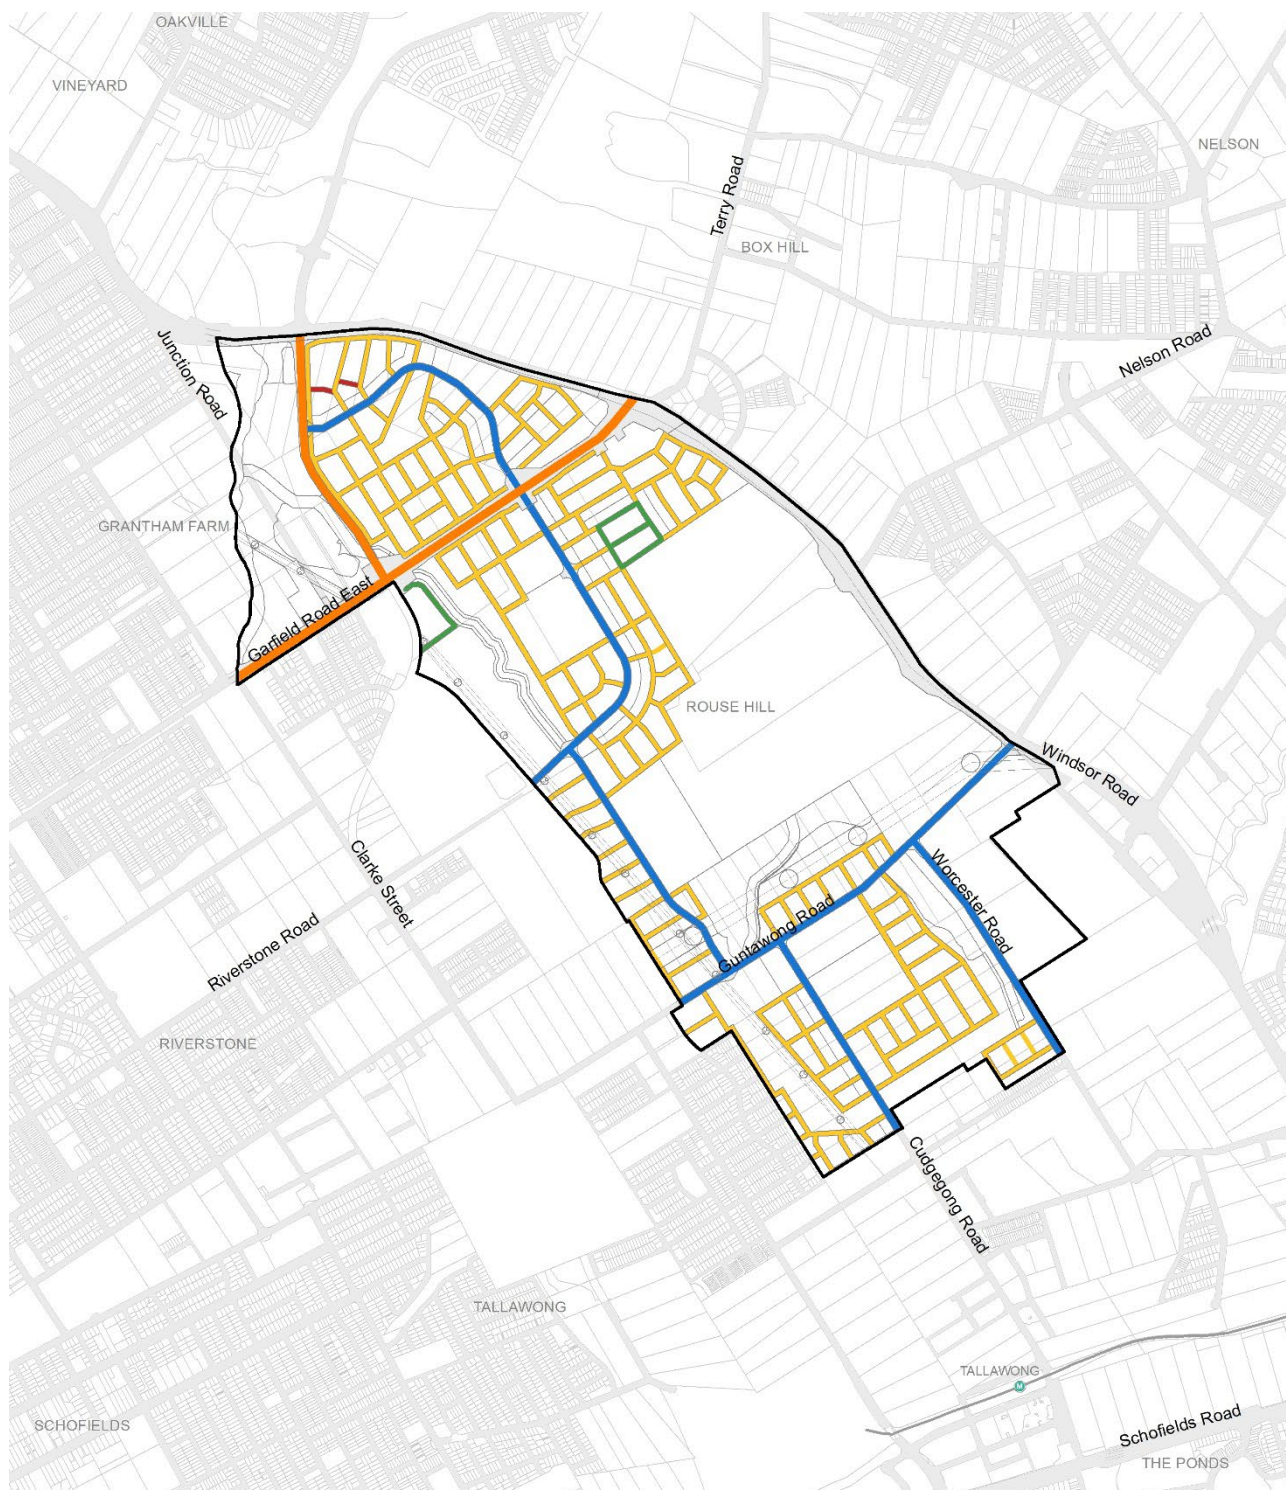 OAKVILLE
VINEYARD
NELSON
Terry Road
BOX HILL
Junction Road
Nelson Road
GRANTHAM FARM
Garfield Road East
ROUSE HILL
Windsor Road
Clarke Street
Worcester Road
Guntawong Road
Riverstone Road
RIVERSTONE
Cudgegong Road
TALLAWONG
TALLAWONG
M
SCHOFIELDS
Schofields Road
THE PONDS